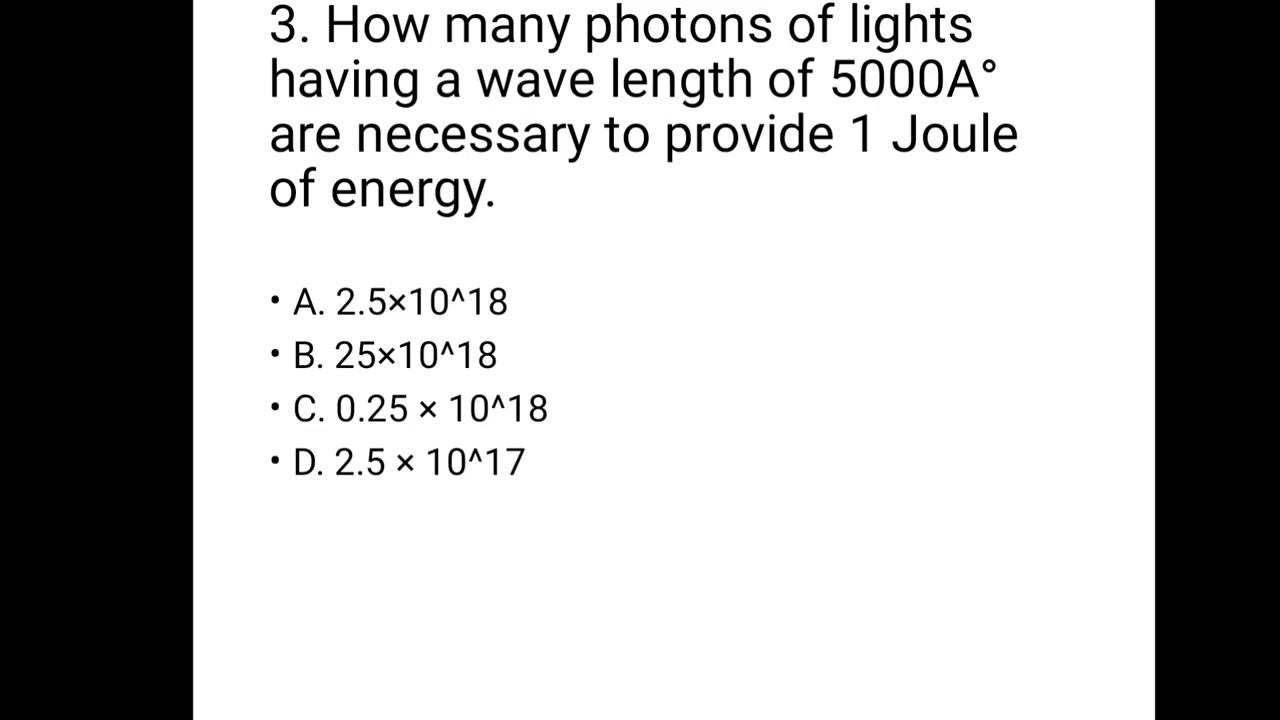 3. How many photons of lights
having a wave length of 5000A°
are necessary to provide 1 Joule
of energy.
• A. 2.5×10^18
• B. 25×10^18
• C. 0.25 × 10^18
• D. 2.5 × 10^17